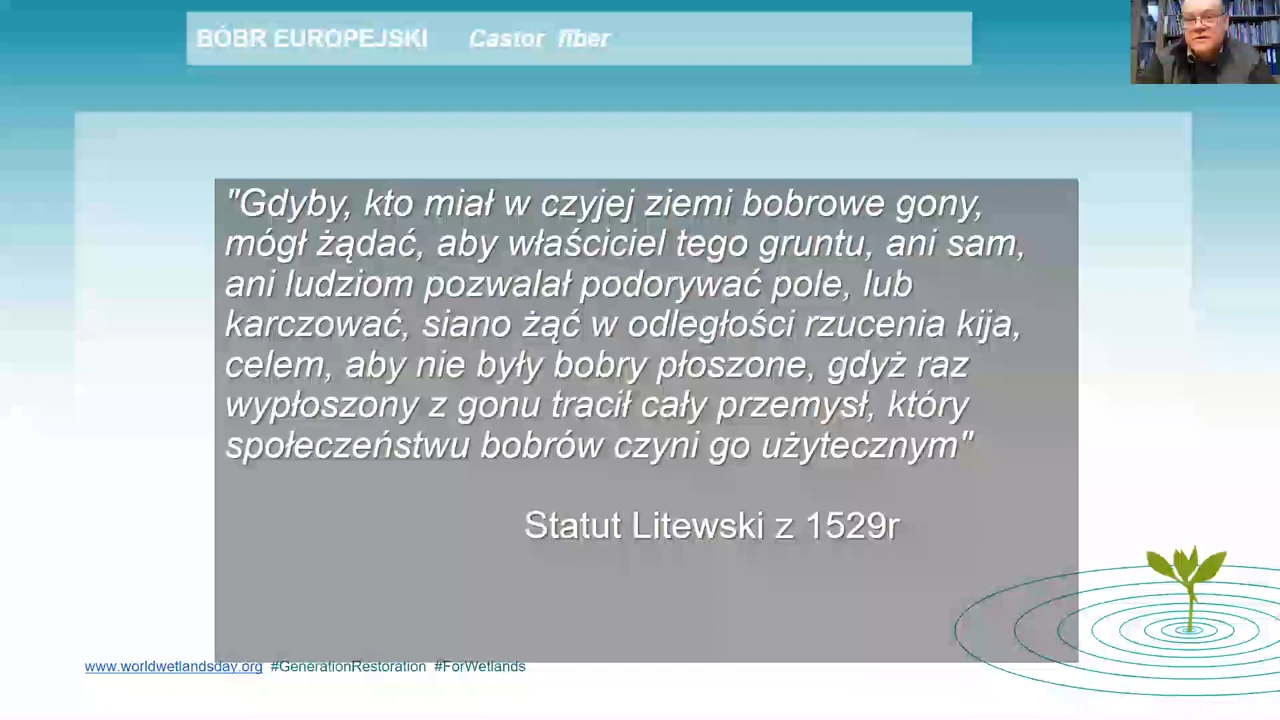 BÓBR EUROPEJSKI Castor fiber
"Gdyby, kto miał w czyjej ziemi bobrowe gony,
mógł żądać, aby właściciel tego gruntu, ani sam,
ani ludziom pozwalał podorywać pole, lub
karczować, siano żąć w odległości rzucenia kija,
celem, aby nie były bobry płoszone, gdyż raz
wypłoszony z gonu tracił cały przemysł, który
społeczeństwu bobrów czyni go użytecznym"
Statut Litewski z 1529r
www.worldwetlandsday.org #GenerationRestoration #ForWetlands